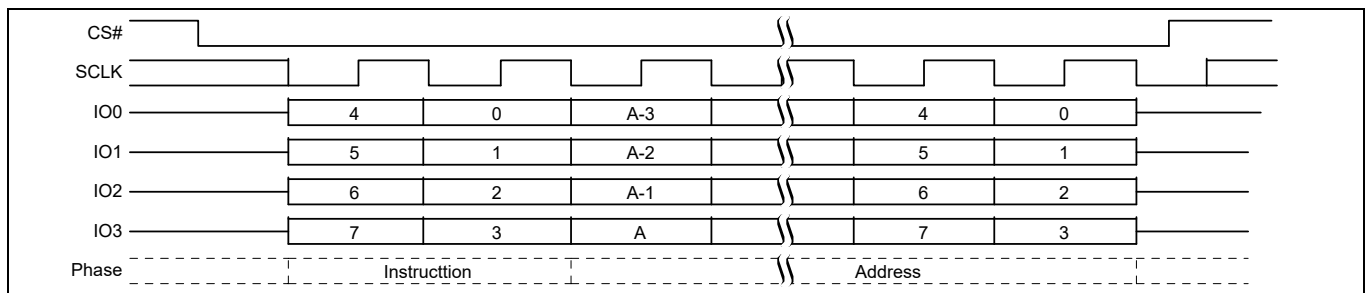 CS#
SCLK
IO0 4 0 A-3 4 0
IO1 5 1 A-2 5 1
IO2 6 2 A-1 6 2
IO3 7 3 A 7 3
Phase Instructtion Address